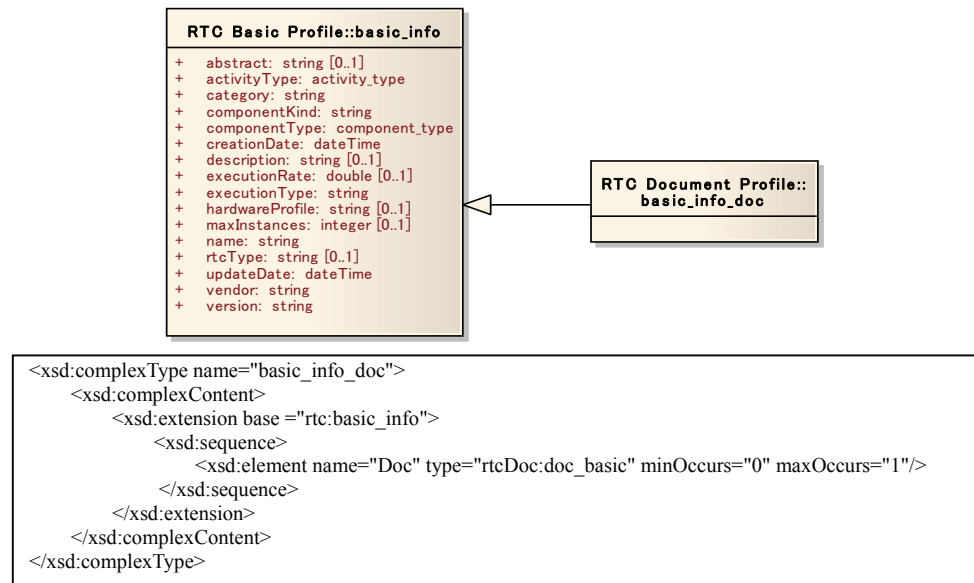 RTC Basic Profile::basic_info
+ abstract: string [0..1]
+ activityType: activity_type
+ category: string
+ componentKind: string
+ componentType: component_type
+ creationDate: dateTime
+ description: string [0..1]
+ executionRate: double [0..1]
+ executionType: string
+ hardwareProfile: string [0..1]
+ maxInstances: integer [0..1]
+ name: string
+ rtcType: string [0..1]
+ updateDate: dateTime
+ vendor: string
+ version: string
RTC Document Profile::
basic_info_doc
<xsd:complexType name="basic_info_doc">
<xsd:complexContent>
<xsd:extension base ="rtc:basic_info">
<xsd:sequence>
<xsd:element name="Doc" type="rtcDoc:doc_basic" minOccurs="0" maxOccurs="1"/>
</xsd:sequence>
</xsd:extension>
</xsd:complexContent>
</xsd:complexType>